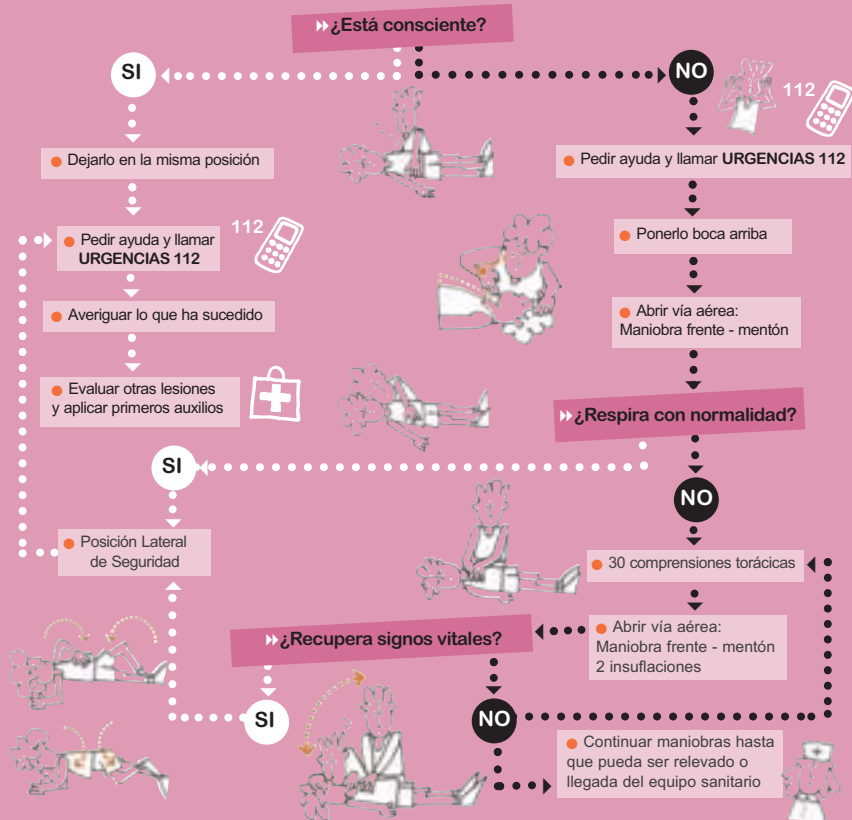 ¿Está consciente?
SI
NO
112
Dejarlo en la misma posición
Pedir ayuda y llamar URGENCIAS 112
Pedir ayuda y llamar
URGENCIAS 112
112
Ponerlo boca arriba
Averiguar lo que ha sucedido
Abrir vía aérea:
Maniobra frente - mentón
Evaluar otras lesiones
y aplicar primeros auxilios
¿Respira con normalidad?
SI
NO
Posición Lateral
de Seguridad
30 comprensiones torácicas
Abrir vía aérea:
Maniobra frente - mentón
2 insuflaciones
¿Recupera signos vitales?
SI
NO
Continuar maniobras hasta
que pueda ser relevado o
llegada del equipo sanitario